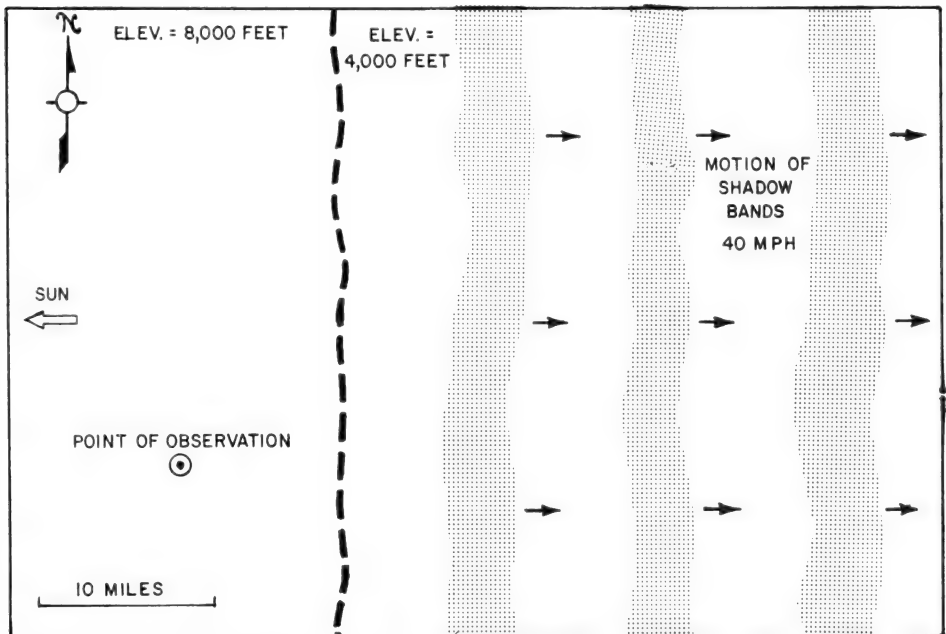 N
ELEV. = 8,000 FEET
ELEV. =
4,000 FEET
MOTION OF
SHADOW
BANDS
40 MPH
SUN
POINT OF OBSERVATION
10 MILES